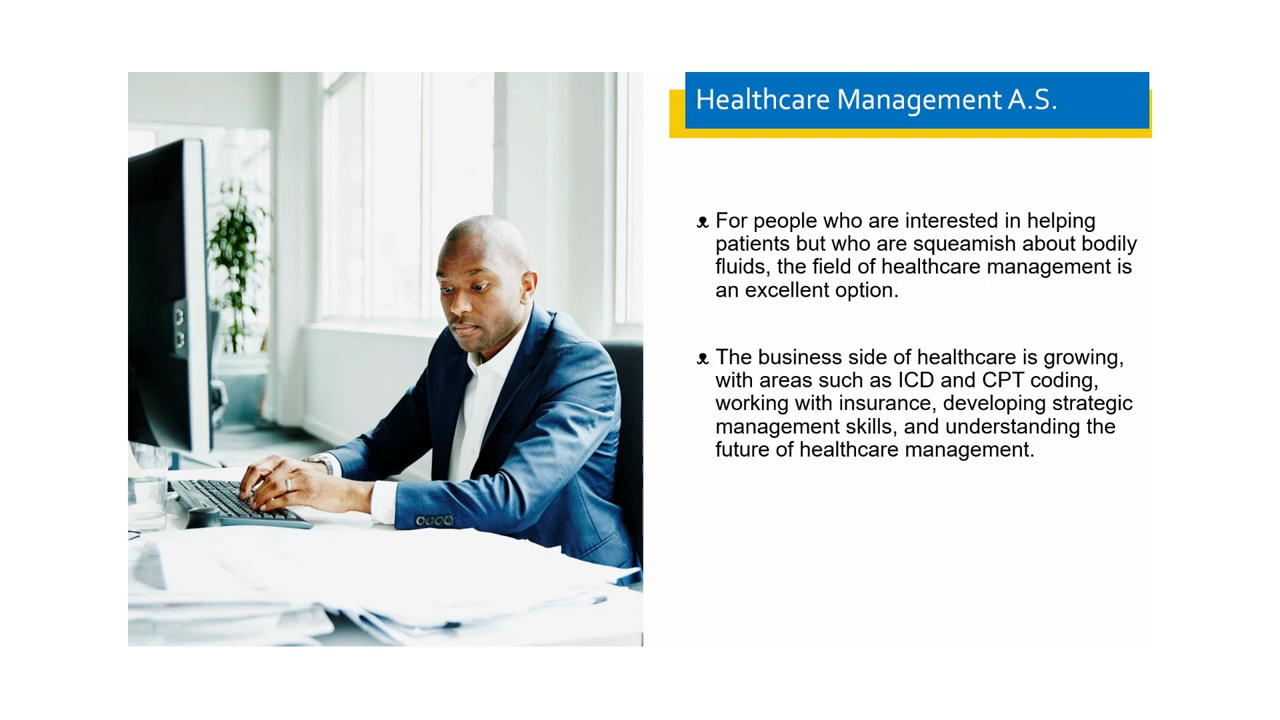 Healthcare Management A.S.
For people who are interested in helping
patients but who are squeamish about bodily
fluids, the field of healthcare management is
an excellent option.
The business side of healthcare is growing,
with areas such as ICD and CPT coding,
working with insurance, developing strategic
management skills, and understanding the
future of healthcare management.